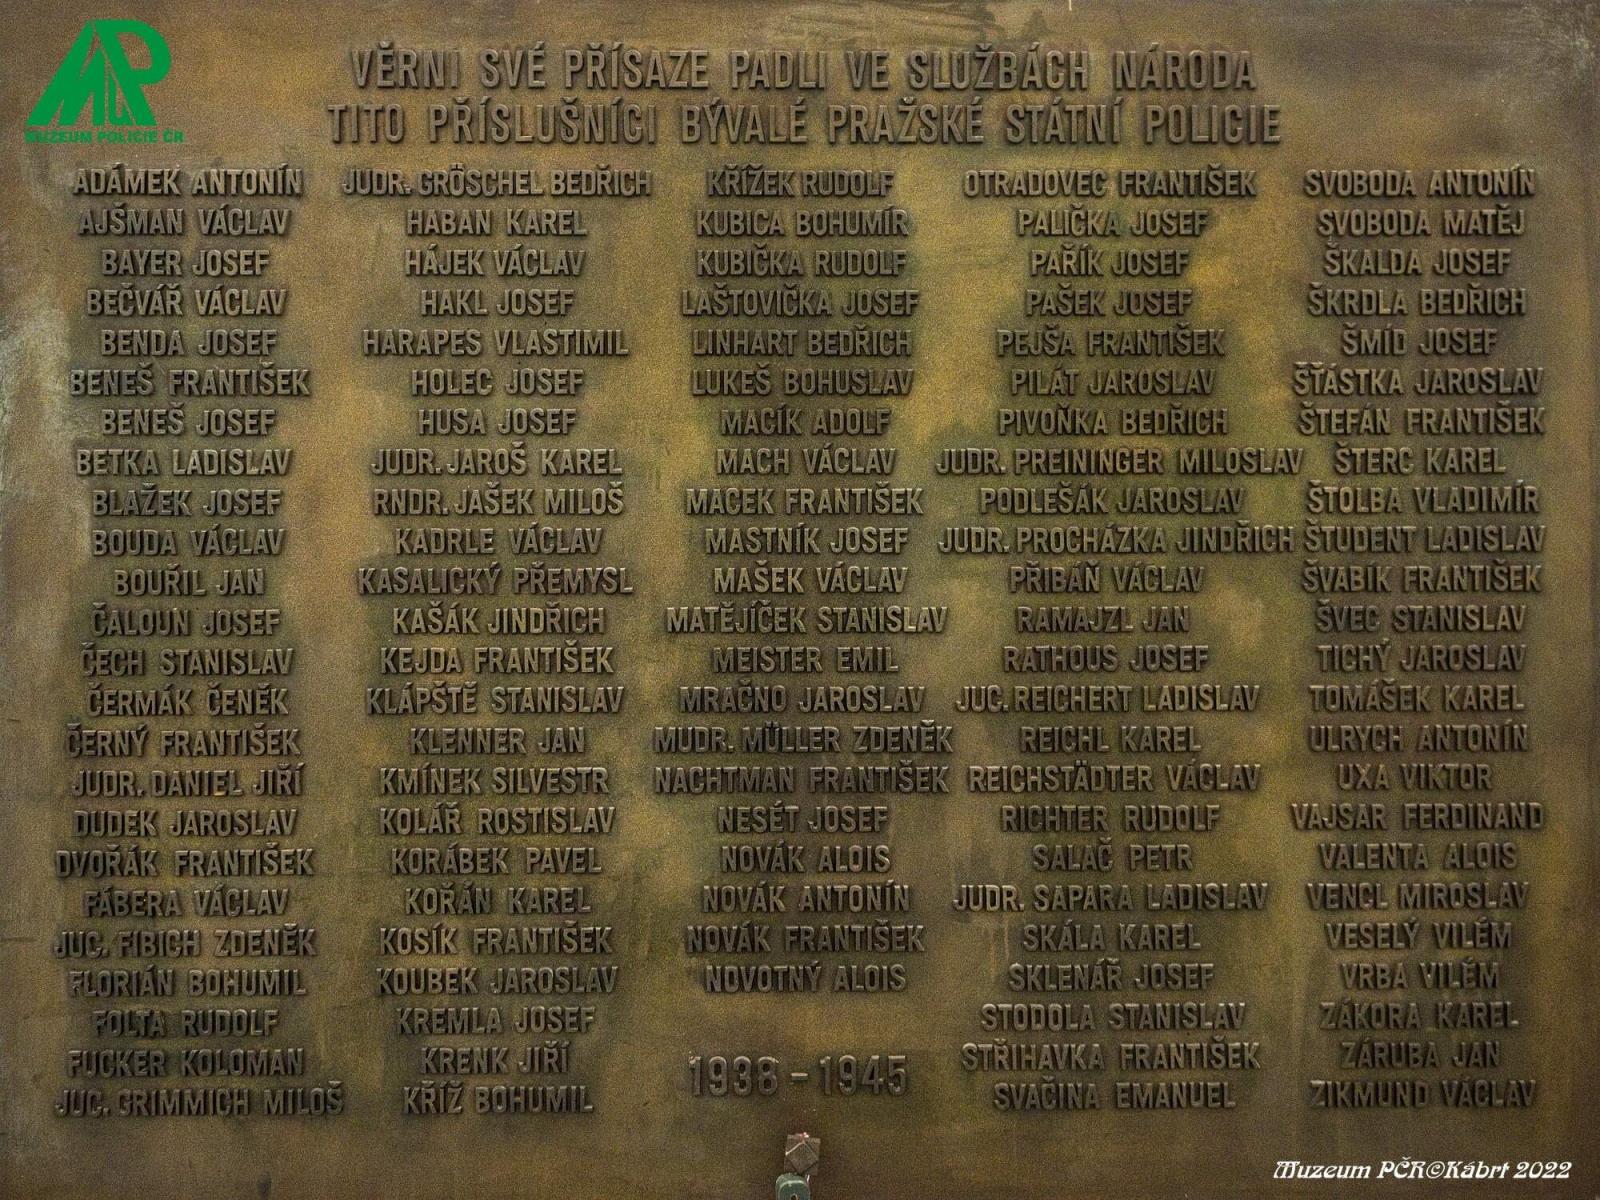 MP
MUZEUM POLICIE ČR
VĚRNI SVÉ PŘÍSAZE PADLI VE SLUŽBÁCH NÁRODA
TITO PŘÍSLUŠNÍCI BÝVALÉ PRAŽSKÉ STÁTNÍ POLICIE
ADÁMEK ANTONÍN
AJŠMAN VÁCLAV
BAYER JOSEF
BEČVÁŘ VÁCLAV
BENDA JOSEF
BENEŠ FRANTIŠEK
BENEŠ JOSEF
BETKA LADISLAV
BLAŽEK JOSEF
BOUDA VÁCLAV
BOUŘIL JAN
ČALOUN JOSEF
ČECH STANISLAV
ČERMÁK ČENĚK
ČERNÝ FRANTIŠEK
JUDR. DANIEL JIŘÍ
DUDEK JAROSLAV
DVOŘÁK FRANTIŠEK
FÁBERA VÁCLAV
JUC. FIBICH ZDENĚK
FLORIÁN BOHUMIL
FOLTA RUDOLF
FUCKER KOLOMAN
JUC. GRIMMICH MILOŠ
JUDR. GRÖSCHEL BEDŘICH
HABAN KAREL
HÁJEK VÁCLAV
HAKL JOSEF
HARAPES VLASTIMIL
HOLEC JOSEF
HUSA JOSEF
JUDR. JAROŠ KAREL
RNDR. JAŠEK MILOŠ
KADRLE VÁCLAV
KASALICKÝ PŘEMYSL
KAŠÁK JINDŘICH
KEJDA FRANTIŠEK
KLÁPŠTĚ STANISLAV
KLENNER JAN
KMÍNEK SILVESTR
KOLÁŘ ROSTISLAV
KORÁBEK PAVEL
KOŘÁN KAREL
KOSÍK FRANTIŠEK
KOUBEK JAROSLAV
KREMLA JOSEF
KRENK JIŘÍ
KŘÍŽ BOHUMIL
KŘÍŽEK RUDOLF
KUBICA BOHUMÍR
KUBIČKA RUDOLF
LAŠTOVIČKA JOSEF
LINHART BEDŘICH
LUKEŠ BOHUSLAV
MACÍK ADOLF
MACH VÁCLAV
MACEK FRANTIŠEK
MASTNÍK JOSEF
MAŠEK VÁCLAV
MATĚJÍČEK STANISLAV
MEISTER EMIL
MRAČNO JAROSLAV
MUDR. MÜLLER ZDENĚK
NACHTMAN FRANTIŠEK
NESÉT JOSEF
NOVÁK ALOIS
NOVÁK ANTONÍN
NOVÁK FRANTIŠEK
NOVOTNÝ ALOIS
1938 – 1945
OTRADOVEC FRANTIŠEK
PALIČKA JOSEF
PAŘÍK JOSEF
PAŠEK JOSEF
PEJŠA FRANTIŠEK
PILÁT JAROSLAV
PIVOŇKA BEDŘICH
JUDR. PREININGER MILOSLAV
PODLEŠÁK JAROSLAV
JUDR. PROCHÁZKA JINDŘICH
PŘIBÁŇ VÁCLAV
RAMAJZL JAN
RATHOUS JOSEF
JUC. REICHERT LADISLAV
REICHL KAREL
REICHSTÄDTER VÁCLAV
RICHTER RUDOLF
SALAČ PETR
JUDR. SAPARA LADISLAV
SKÁLA KAREL
SKLENÁŘ JOSEF
STODOLA STANISLAV
STŘIHAVKA FRANTIŠEK
SVAČINA EMANUEL
SVOBODA ANTONÍN
SVOBODA MATĚJ
ŠKALDA JOSEF
ŠKRDLA BEDŘICH
ŠMÍD JOSEF
ŠŤÁSTKA JAROSLAV
ŠTEFÁN FRANTIŠEK
ŠTERC KAREL
ŠTOLBA VLADIMÍR
ŠTUDENT LADISLAV
ŠVABÍK FRANTIŠEK
ŠVEC STANISLAV
TICHÝ JAROSLAV
TOMÁŠEK KAREL
ULRYCH ANTONÍN
UXA VIKTOR
VAJSAR FERDINAND
VALENTA ALOIS
VENCL MIROSLAV
VESELÝ VILÉM
VRBA VILÉM
ZÁKORA KAREL
ZÁRUBA JAN
ZIKMUND VÁCLAV
Muzeum PČR©Kábrt 2022